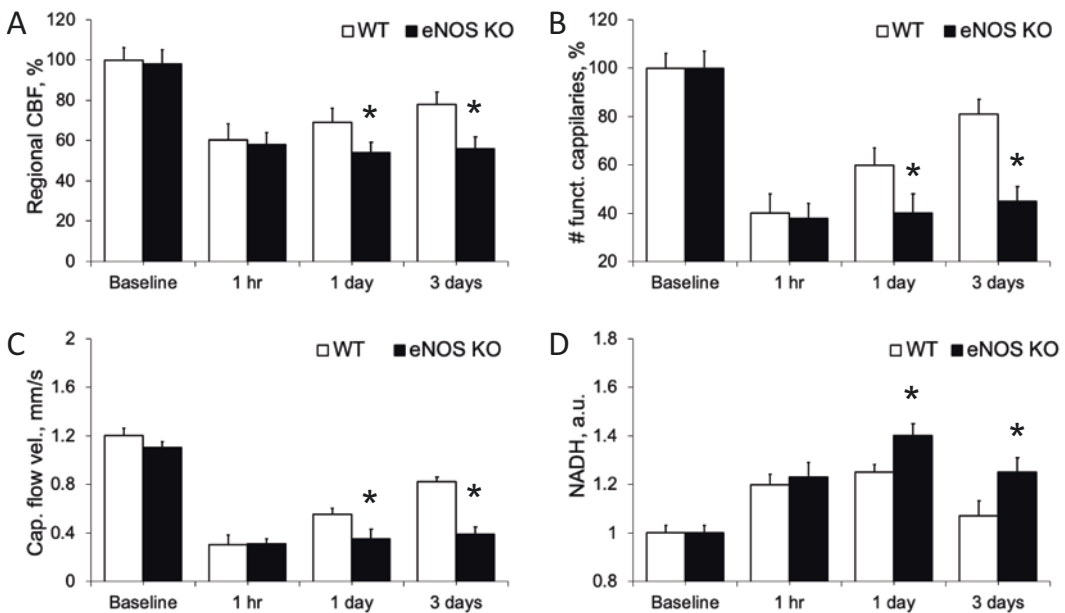 A
WT eNOS KO
Regional CBF, %
120
100
80
60
40
20
0
* *
Baseline 1 hr 1 day 3 days
B
WT eNOS KO
# funct. cappilaries, %
120
100
80
60
40
20
* *
Baseline 1 hr 1 day 3 days
C
WT eNOS KO
Cap. flow vel., mm/s
2
1.6
1.2
0.8
0.4
0
* *
Baseline 1 hr 1 day 3 days
D
WT eNOS KO
NADH, a.u.
1.8
1.6
1.4
1.2
1
0.8
* *
Baseline 1 hr 1 day 3 days